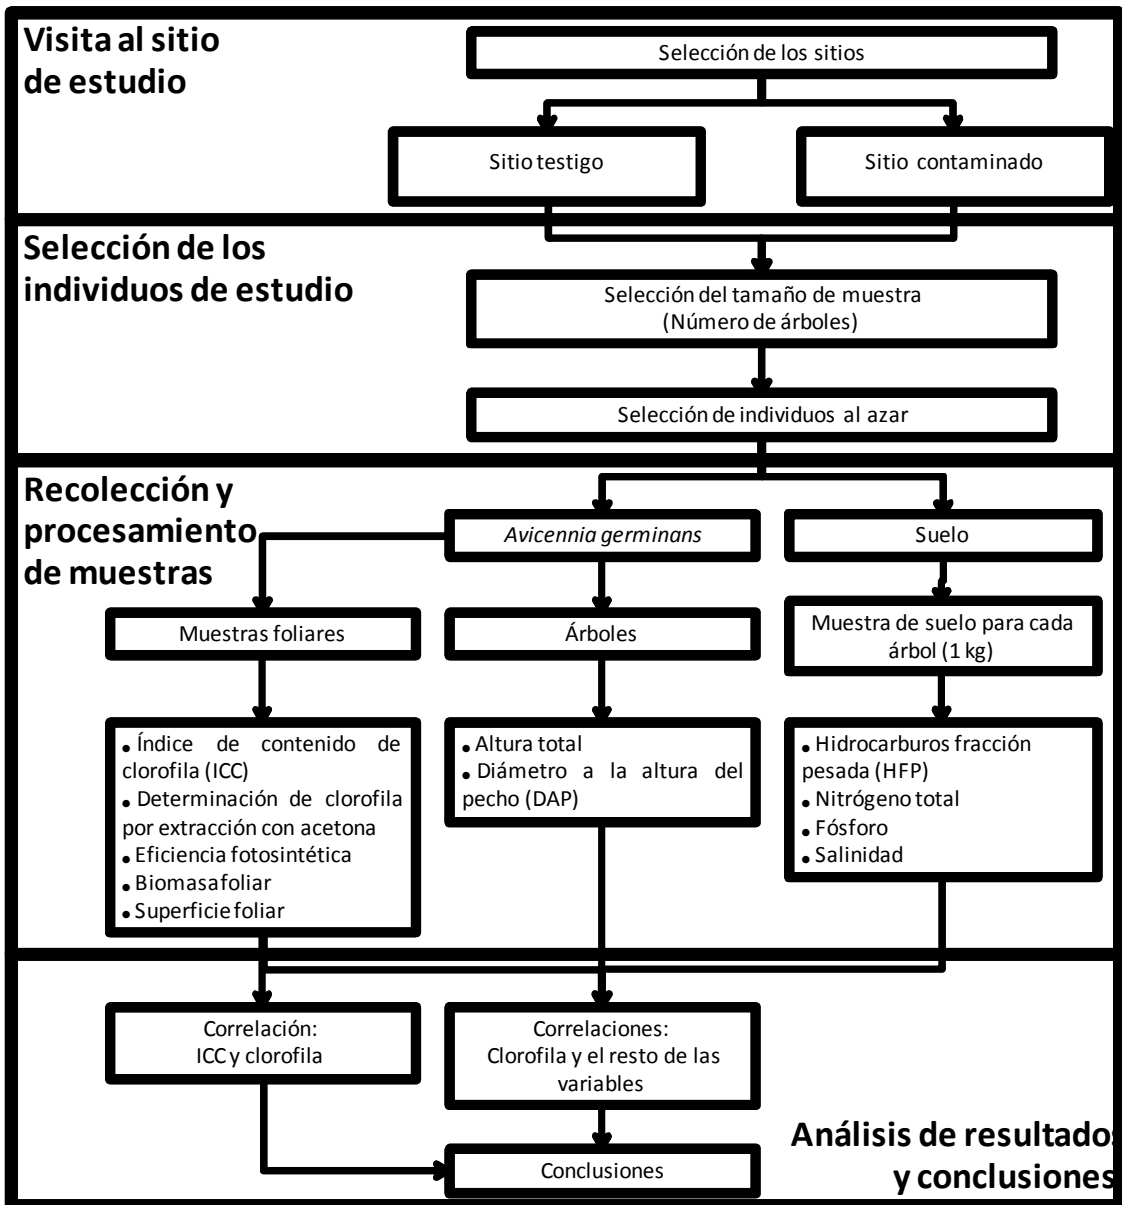 Visita al sitio
de estudio
Selección de los sitios
Sitio testigo
Sitio contaminado
Selección de los
individuos de estudio
Selección del tamaño de muestra
(Número de árboles)
Selección de individuos al azar
Recolección y
procesamiento
de muestras
Avicennia germinans
Suelo
Muestras foliares
Árboles
Muestra de suelo para cada
árbol (1 kg)
• Índice de contenido de
clorofila (ICC)
• Determinación de clorofila
por extracción con acetona
• Eficiencia fotosintética
• Biomasa foliar
• Superficie foliar
• Altura total
• Diámetro a la altura del
pecho (DAP)
• Hidrocarburos fracción
pesada (HFP)
• Nitrógeno total
• Fósforo
• Salinidad
Correlación:
ICC y clorofila
Correlaciones:
Clorofila y el resto de las
variables
Conclusiones
Análisis de resultados
y conclusiones